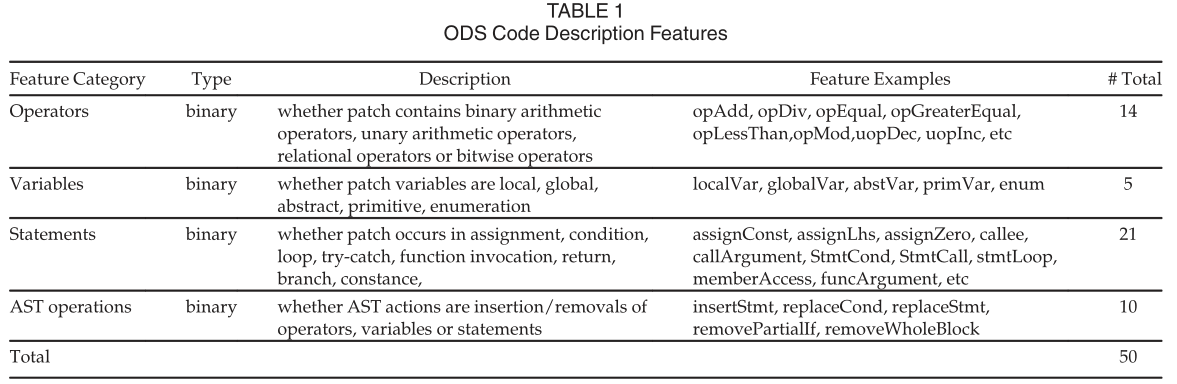 TABLE 1
ODS Code Description Features
Feature Category Type Description Feature Examples # Total
Operators binary whether patch contains binary arithmetic opAdd, opDiv, opEqual, opGreaterEqual, 14
operators, unary arithmetic operators, opLessThan,opMod,uopDec, uopInc, etc
relational operators or bitwise operators
Variables binary whether patch variables are local, global, localVar, globalVar, abstVar, primVar, enum 5
abstract, primitive, enumeration
Statements binary whether patch occurs in assignment, condition, assignConst, assignLhs, assignZero, callee, 21
loop, try-catch, function invocation, return, callArgument, StmtCond, StmtCall, stmtLoop,
branch, constance, memberAccess, funcArgument, etc
AST operations binary whether AST actions are insertion/removals of insertStmt, replaceCond, replaceStmt, 10
operators, variables or statements removePartialIf, removeWholeBlock
Total 50